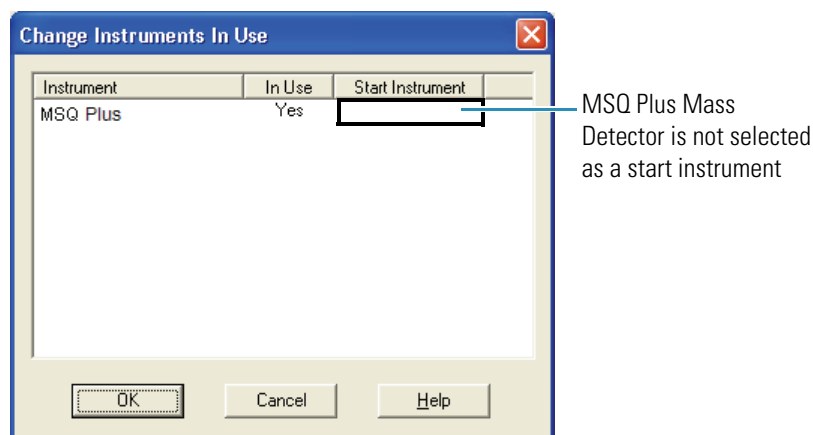 Change Instruments In Use
Instrument In Use Start Instrument
MSQ Plus Yes
MSQ Plus Mass
Detector is not selected
as a start instrument
OK Cancel Help